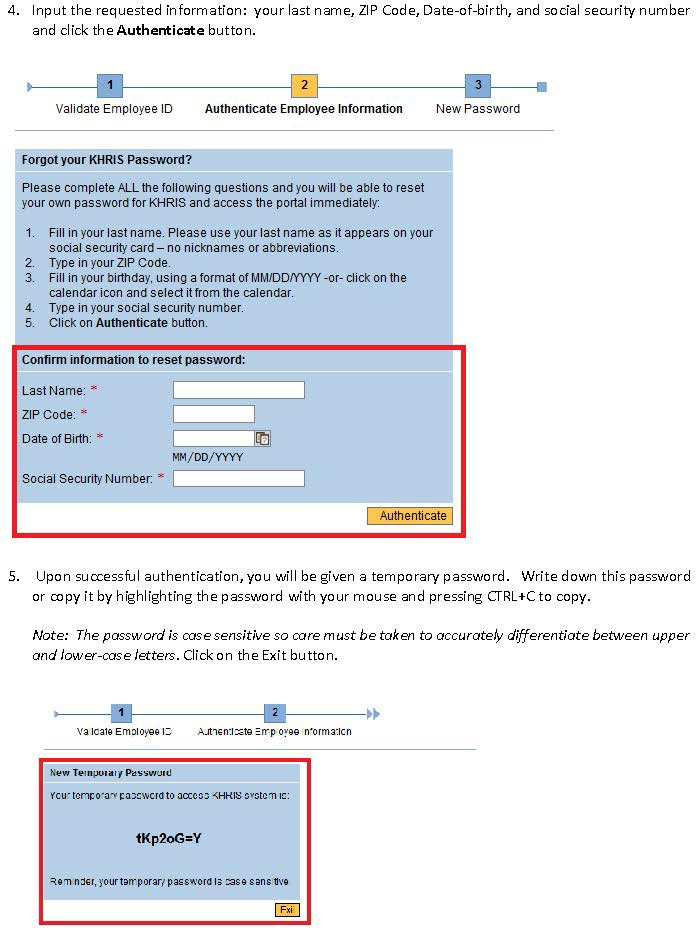 4. Input the requested information: your last name, ZIP Code, Date-of-birth, and social security number
and click the Authenticate button.
1
2
3
Validate Employee ID
Authenticate Employee Information
New Password
Forgot your KHRIS Password?
Please complete ALL the following questions and you will be able to reset
your own password for KHRIS and access the portal immediately:
1. Fill in your last name. Please use your last name as it appears on your
social security card – no nicknames or abbreviations.
2. Type in your ZIP Code.
3. Fill in your birthday, using a format of MM/DD/YYYY -or- click on the
calendar icon and select it from the calendar.
4. Type in your social security number.
5. Click on Authenticate button.
Confirm information to reset password:
Last Name: *
ZIP Code: *
Date of Birth: *
MM/DD/YYYY
Social Security Number: *
Authenticate
5. Upon successful authentication, you will be given a temporary password. Write down this password
or copy it by highlighting the password with your mouse and pressing CTRL+C to copy.
Note: The password is case sensitive so care must be taken to accurately differentiate between upper
and lower-case letters. Click on the Exit button.
1
2
Validate Employee ID
Authenticate Employee Information
New Temporary Password
Your temporary password to access KHRIS system is:
tKp2oG=Y
Reminder, your temporary password is case sensitive
Exit